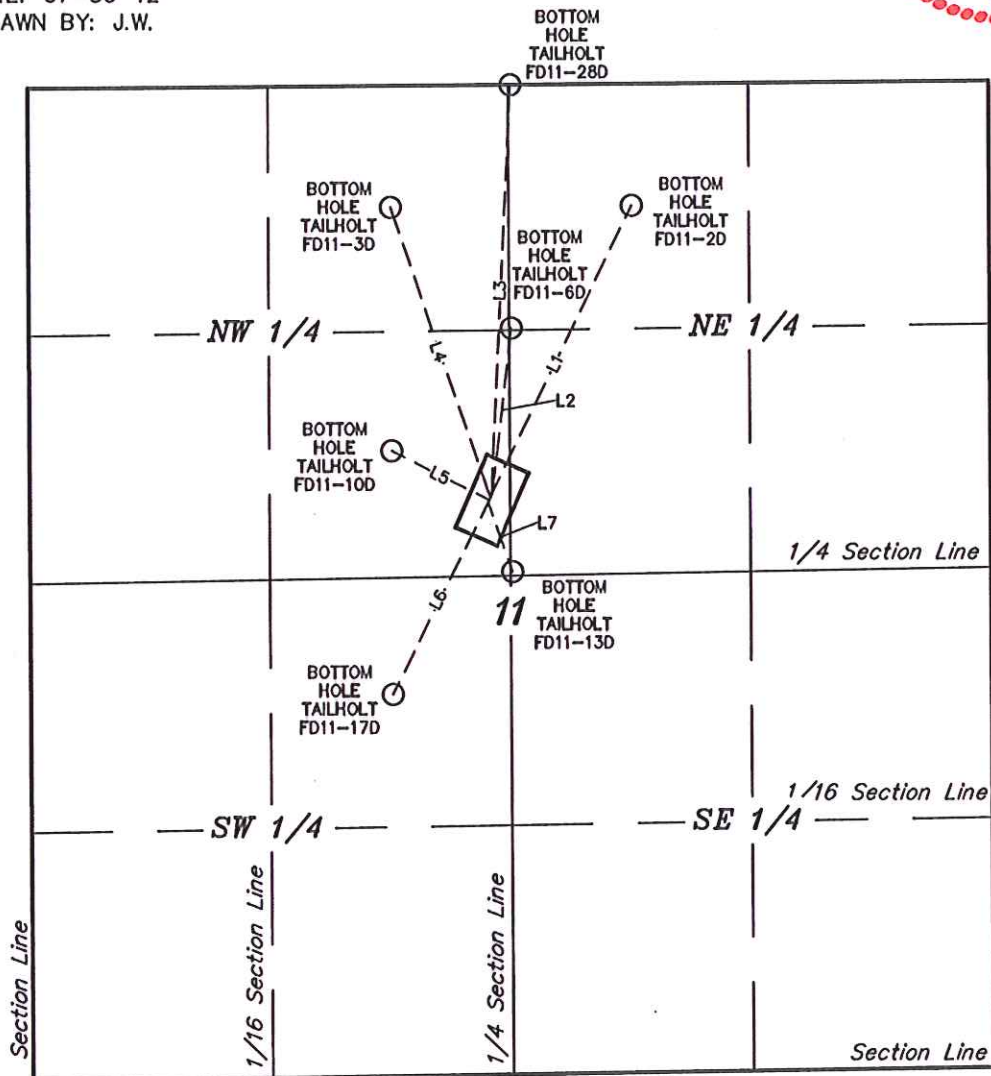 AWN BY: J.W.
BOTTOM
HOLE
TAILHOLT
FD11-28D
BOTTOM
HOLE
TAILHOLT
FD11-3D
BOTTOM
HOLE
TAILHOLT
FD11-2D
BOTTOM
HOLE
TAILHOLT
FD11-6D
L3
NW 1/4
NE 1/4
L4
L1
L2
BOTTOM
HOLE
TAILHOLT
FD11-10D
L5
L7
1/4 Section Line
L6
11
BOTTOM
HOLE
TAILHOLT
FD11-13D
BOTTOM
HOLE
TAILHOLT
FD11-17D
1/16 Section Line
SW 1/4
SE 1/4
Section Line
1/16 Section Line
1/4 Section Line
Section Line